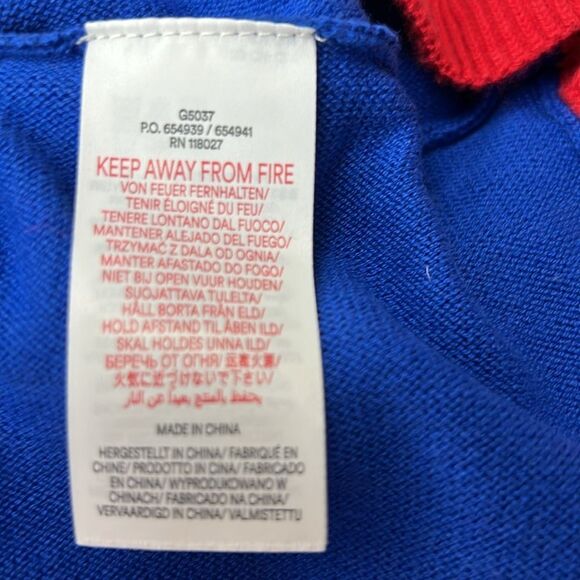 G5037
P.O. 654939 / 654941
RN 118027
KEEP AWAY FROM FIRE
VON FEUER FERNHALTEN/
TENIR ÉLOIGNÉ DU FEU/
TENERE LONTANO DAL FUOCO/
MANTENER ALEJADO DEL FUEGO/
TRZYMAĆ Z DALA OD OGNIA/
MANTER AFASTADO DO FOGO/
NIET BIJ OPEN VUUR HOUDEN/
SUOJATTAVA TULELTA/
HÅLL BORTA FRÅN ELD/
HOLD AFSTAND TIL ÅBEN ILD/
SKAL HOLDES UNNA ILD/
БЕРЕЧЬ ОТ ОГНЯ/ 远离火源/
火気に近づけないで下さい/
يحفظ بالمنتج بعيداً عن النار
MADE IN CHINA
HERGESTELLT IN CHINA/ FABRIQUÉ EN
CHINE/ PRODOTTO IN CINA/ FABRICADO
EN CHINA/ WYPRODUKOWANO W
CHINACH/ FABRICADO NA CHINA/
VERVAARDIGD IN CHINA/ VALMISTETTU